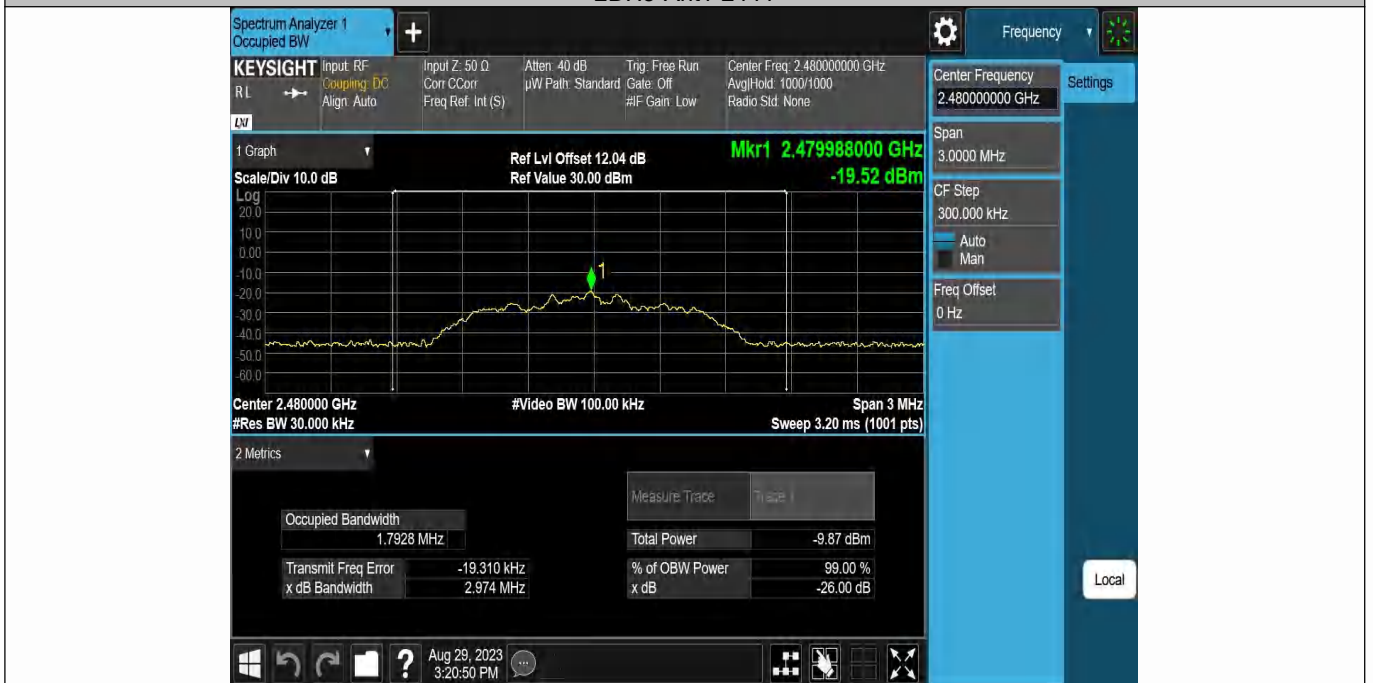 Spectrum Analyzer 1
Occupied BW
+
Frequency
KEYSIGHT
RL
LXI
Input: RF
Coupling: DC
Align: Auto
Input Z: 50 Ω
Corr CCorr
Freq Ref: Int (S)
Atten: 40 dB
µW Path: Standard
Trig: Free Run
Gate: Off
#IF Gain: Low
Center Freq: 2.480000000 GHz
Avg|Hold: 1000/1000
Radio Std: None
Center Frequency
2.480000000 GHz
Settings
Span
3.0000 MHz
CF Step
300.000 kHz
Auto
Man
Freq Offset
0 Hz
Local
1 Graph
Scale/Div 10.0 dB
Ref Lvl Offset 12.04 dB
Ref Value 30.00 dBm
Mkr1 2.479988000 GHz
-19.52 dBm
Log
20.0
10.0
0.00
-10.0
-20.0
-30.0
-40.0
-50.0
-60.0
1
Center 2.480000 GHz
#Res BW 30.000 kHz
#Video BW 100.00 kHz
Span 3 MHz
Sweep 3.20 ms (1001 pts)
2 Metrics
Measure Trace
Trace 1
Occupied Bandwidth
1.7928 MHz
Total Power
-9.87 dBm
Transmit Freq Error
-19.310 kHz
% of OBW Power
99.00 %
x dB Bandwidth
2.974 MHz
x dB
-26.00 dB
?
Aug 29, 2023
3:20:50 PM